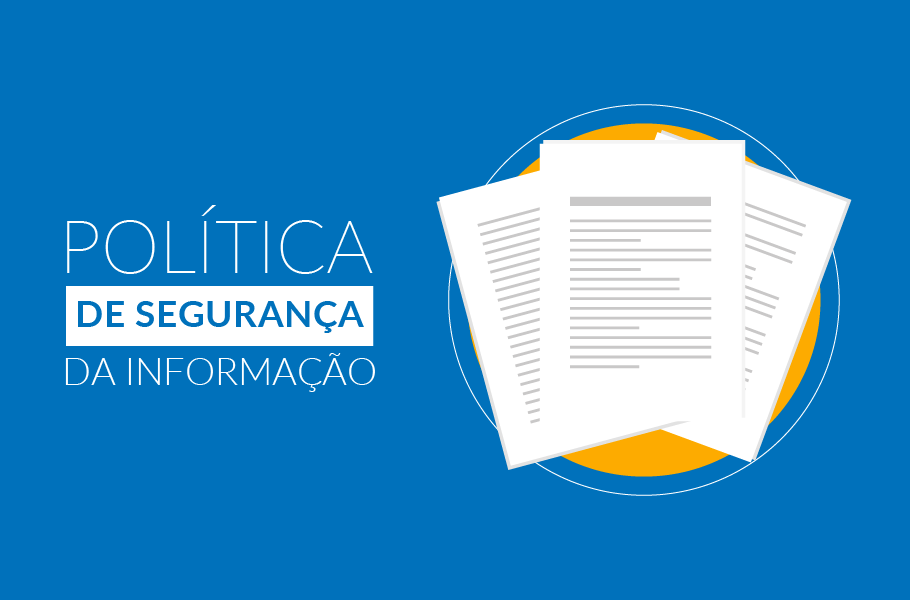 POLÍTICA
DE SEGURANÇA
DA INFORMAÇÃO